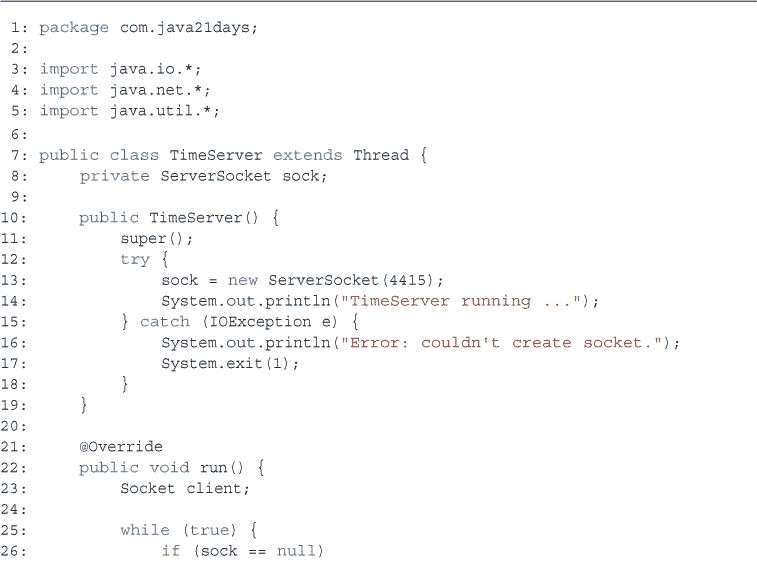 1: package com.java21days;
2:
3: import java.io.*;
4: import java.net.*;
5: import java.util.*;
6:
7: public class TimeServer extends Thread {
8:     private ServerSocket sock;
9:
10:     public TimeServer() {
11:         super();
12:         try {
13:             sock = new ServerSocket(4415);
14:             System.out.println("TimeServer running ...");
15:         } catch (IOException e) {
16:             System.out.println("Error: couldn't create socket.");
17:             System.exit(1);
18:         }
19:     }
20:
21:     @Override
22:     public void run() {
23:         Socket client;
24:
25:         while (true) {
26:             if (sock == null)